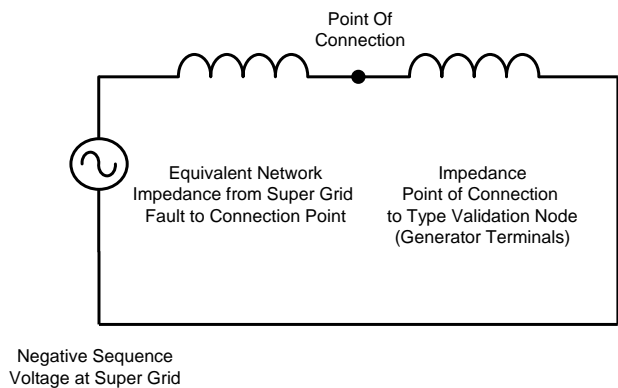 Point Of
Connection
Equivalent Network
Impedance from Super Grid
Fault to Connection Point
Impedance
Point of Connection
to Type Validation Node
(Generator Terminals)
Negative Sequence
Voltage at Super Grid